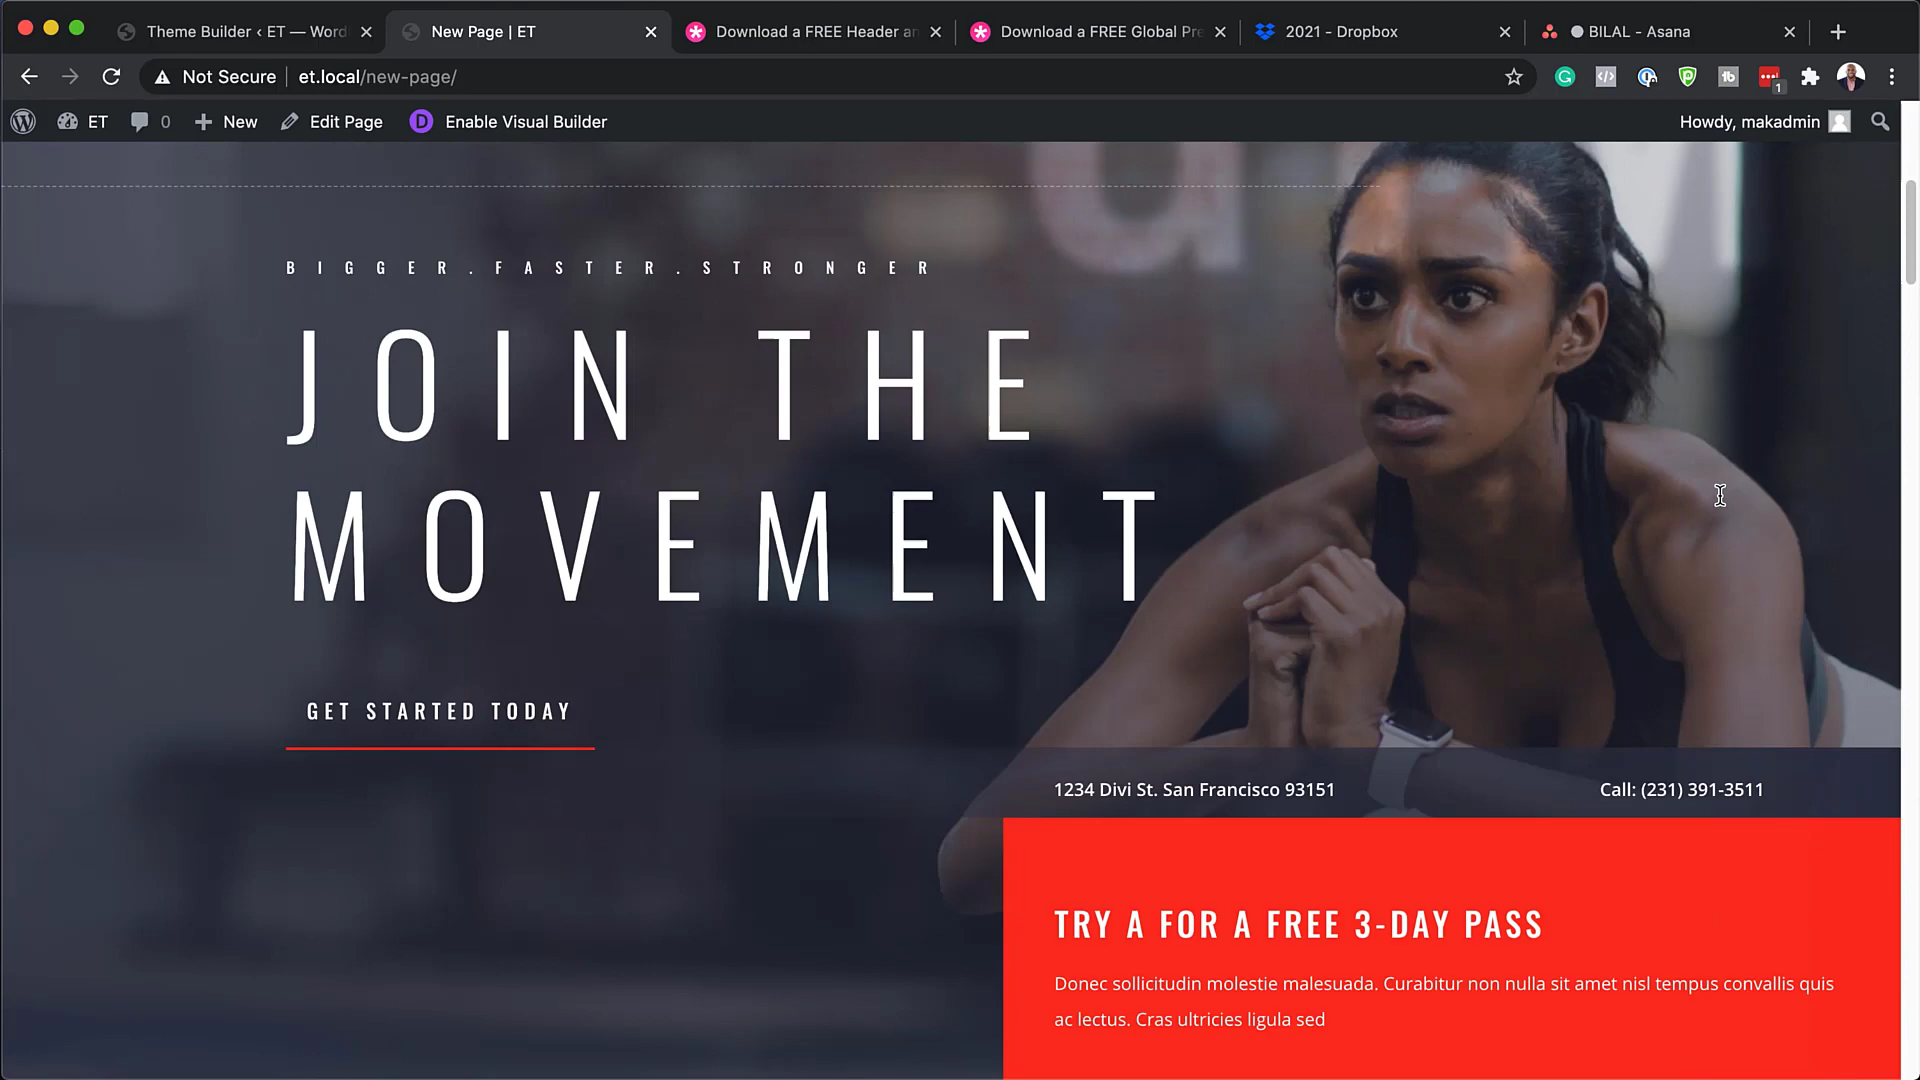 Theme Builder ‹ ET — Word
New Page | ET
Download a FREE Header an
Download a FREE Global Pre
2021 - Dropbox
BILAL - Asana
Not Secure
et.local/new-page/
1
ET
0
New
Edit Page
D
Enable Visual Builder
Howdy, makadmin
BIGGER.FASTER.STRONGER
JOIN THE
MOVEMENT
GET STARTED TODAY
1234 Divi St. San Francisco 93151
Call: (231) 391-3511
TRY A FOR A FREE 3-DAY PASS
Donec sollicitudin molestie malesuada. Curabitur non nulla sit amet nisl tempus convallis quis
ac lectus. Cras ultricies ligula sed